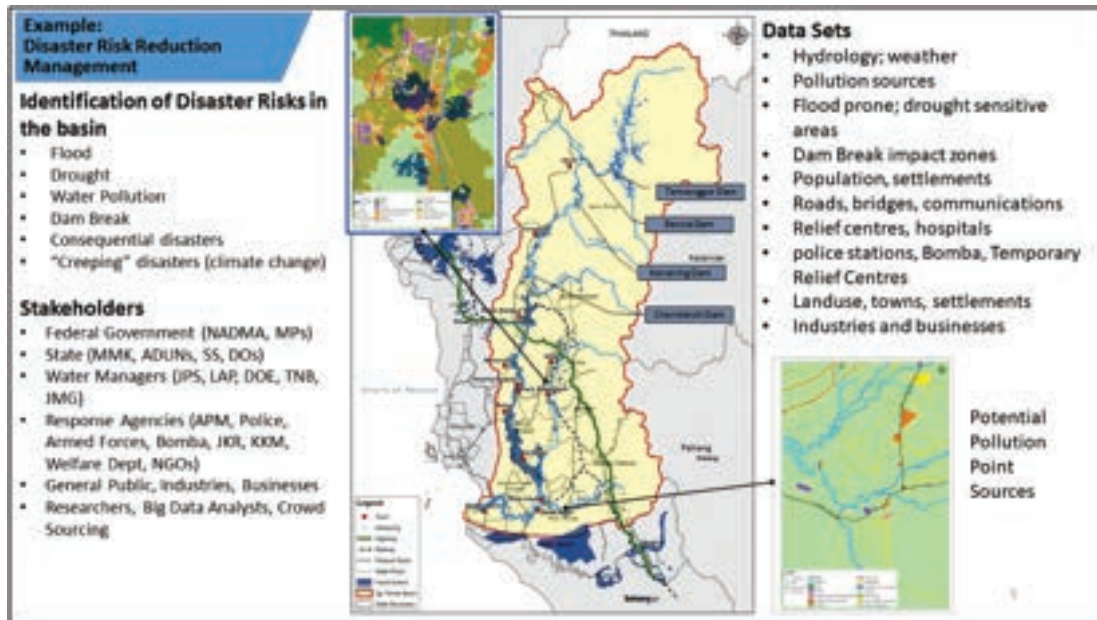 Example:
Disaster Risk Reduction
Management
Identification of Disaster Risks in
the basin
• Flood
• Drought
• Water Pollution
• Dam Break
• Consequential disasters
• "Creeping" disasters (climate change)
Stakeholders
• Federal Government (NADMA, MPs)
• State (MMK, ADUNs, SS, DOs)
• Water Managers (JPS, LAP, DOE, TNB,
JMG)
• Response Agencies (APM, Police,
Armed Forces, Bomba, JKR, KKM,
Welfare Dept, NGOs)
• General Public, Industries, Businesses
• Researchers, Big Data Analysts, Crowd
Sourcing
THAILAND
Temenggor Dam
Bersia Dam
Kenering Dam
Chenderoh Dam
Legend
Town
Highway
Railway
Data Sets
• Hydrology; weather
• Pollution sources
• Flood prone; drought sensitive
areas
• Dam Break impact zones
• Population, settlements
• Roads, bridges, communications
• Relief centres, hospitals
• police stations, Bomba, Temporary
Relief Centres
• Landuse, towns, settlements
• Industries and businesses
Potential
Pollution
Point
Sources